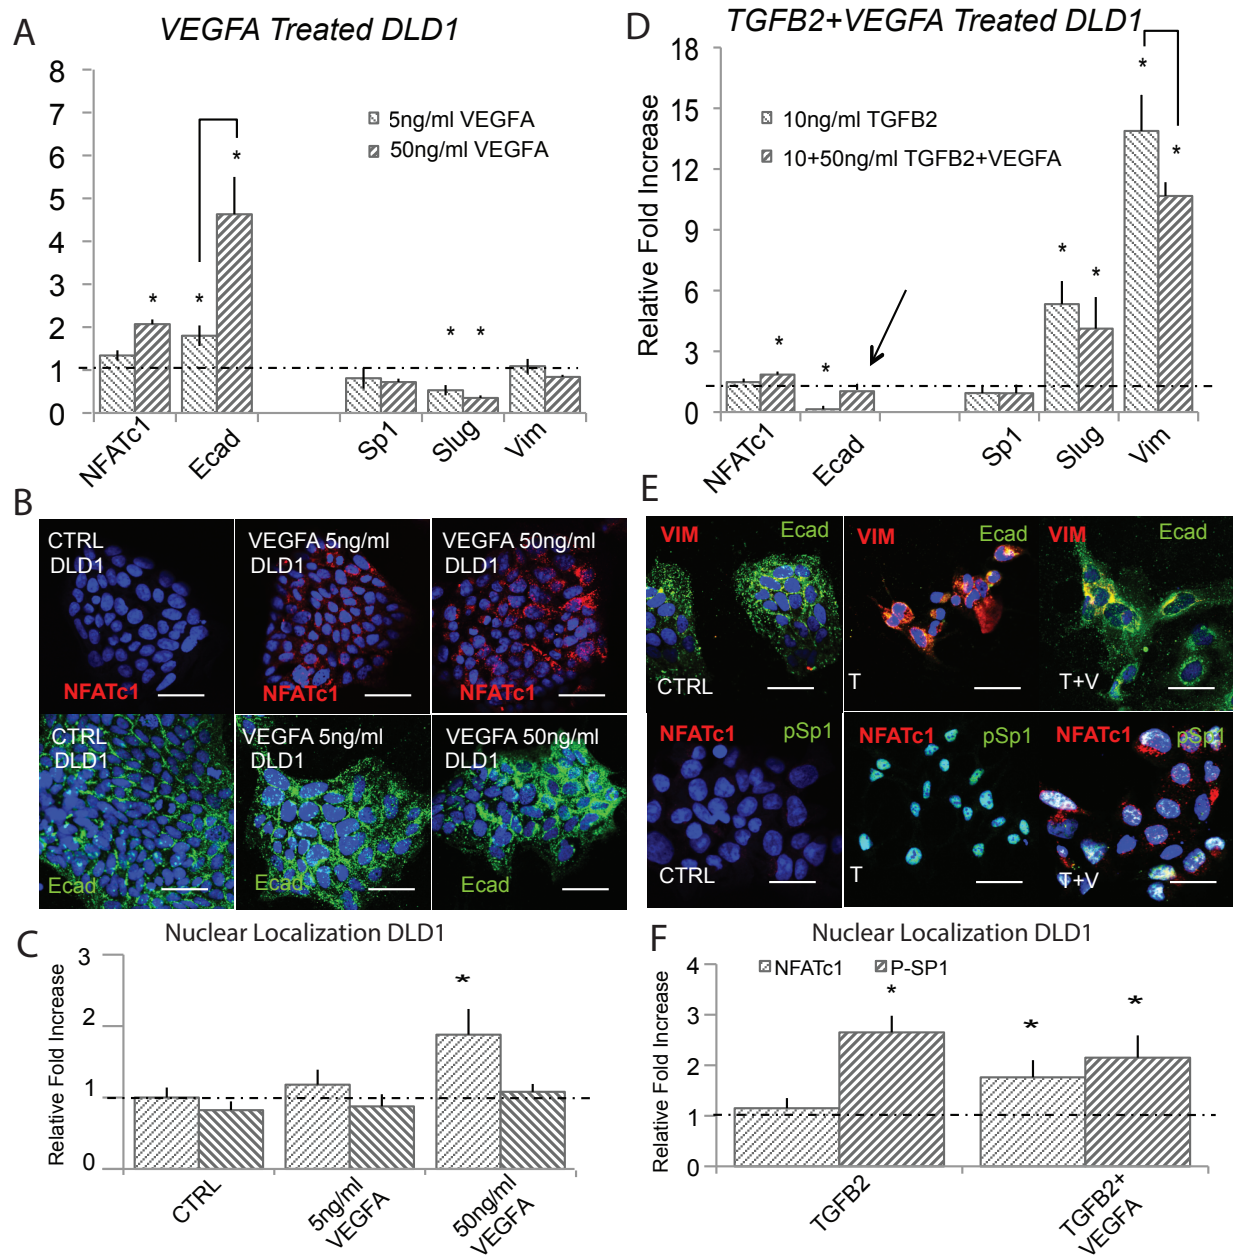 A
VEGFA Treated DLD1
8
7
6
5
4
3
2
1
0
5ng/ml VEGFA
50ng/ml VEGFA
*
*
*
*
*
NFATc1
Ecad
Sp1
Slug
Vim
D
TGFB2+VEGFA Treated DLD1
Relative Fold Increase
18
15
12
9
6
3
0
10ng/ml TGFB2
10+50ng/ml TGFB2+VEGFA
*
*
*
*
*
*
NFATc1
Ecad
Sp1
Slug
Vim
B
CTRL
DLD1
NFATc1
VEGFA 5ng/ml
DLD1
NFATc1
VEGFA 50ng/ml
DLD1
NFATc1
CTRL
DLD1
Ecad
VEGFA 5ng/ml
DLD1
Ecad
VEGFA 50ng/ml
DLD1
Ecad
E
VIM
Ecad
CTRL
VIM
Ecad
T
VIM
Ecad
T+V
NFATc1
pSp1
CTRL
NFATc1
pSp1
T
NFATc1
pSp1
T+V
C
Nuclear Localization DLD1
Relative Fold Increase
3
2
1
0
*
CTRL
5ng/ml
VEGFA
50ng/ml
VEGFA
F
Nuclear Localization DLD1
Relative Fold Increase
4
3
2
1
0
NFATc1
P-SP1
*
*
*
TGFB2
TGFB2+
VEGFA